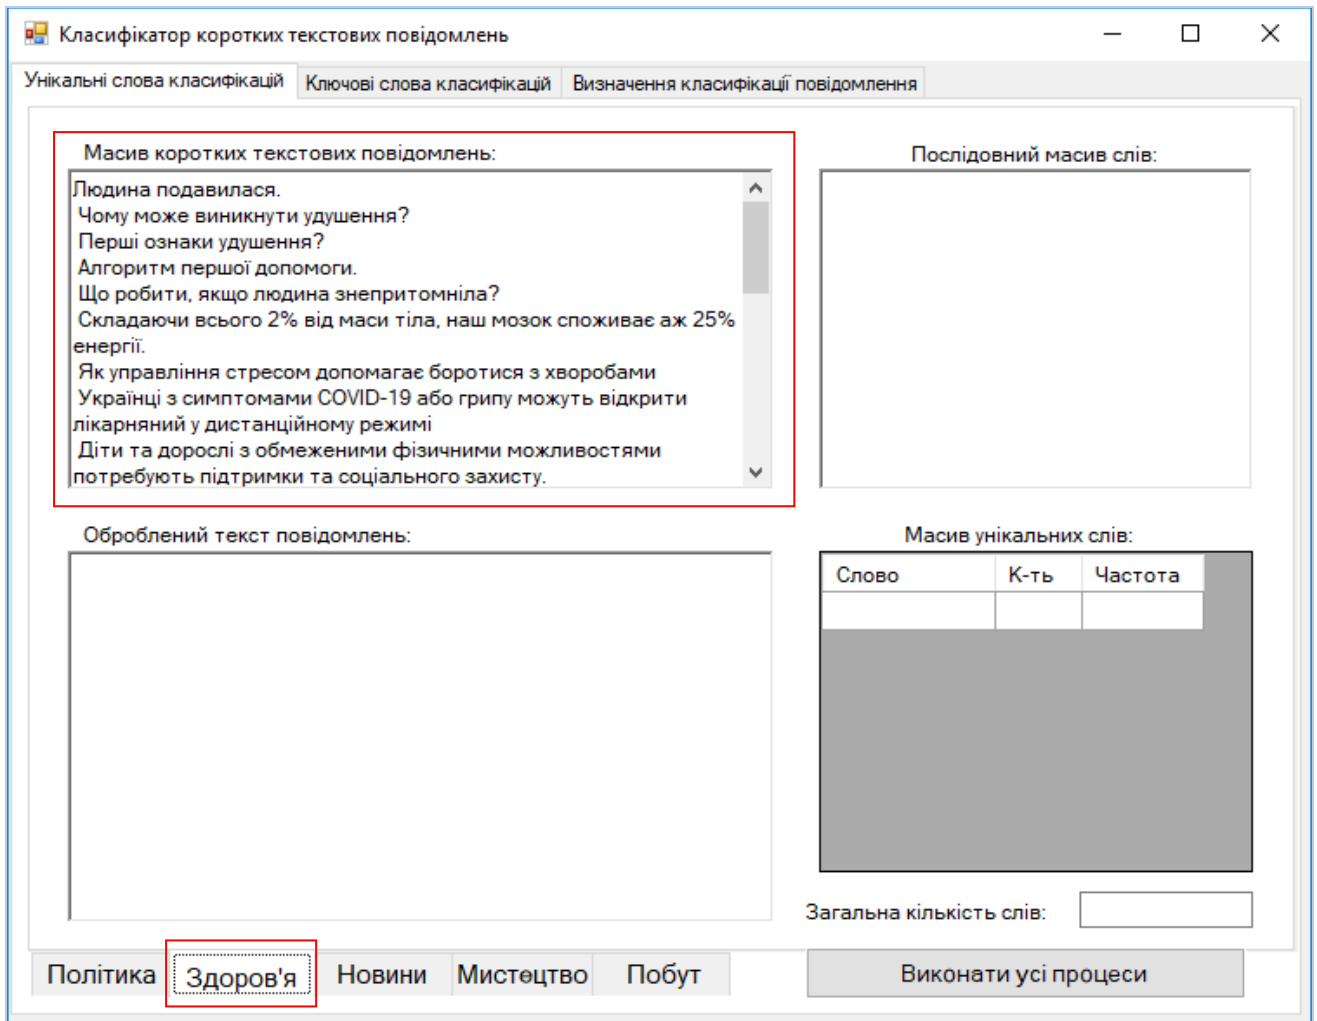 Класифікатор коротких текстових повідомлень
Унікальні слова класифікацій Ключові слова класифікацій Визначення класифікації повідомлення
Масив коротких текстових повідомлень:
Людина подавилася.
Чому може виникнути удушення?
Перші ознаки удушення?
Алгоритм першої допомоги.
Що робити, якщо людина знепритомніла?
Складаючи всього 2% від маси тіла, наш мозок споживає аж 25%
енергії.
Як управління стресом допомагає боротися з хворобами
Українці з симптомами COVID-19 або грипу можуть відкрити
лікарняний у дистанційному режимі
Діти та дорослі з обмеженими фізичними можливостями
потребують підтримки та соціального захисту.
Послідовний масив слів:
Оброблений текст повідомлень:
Масив унікальних слів:
Слово К-ть Частота
Загальна кількість слів:
Політика Здоров'я Новини Мистецтво Побут
Виконати усі процеси